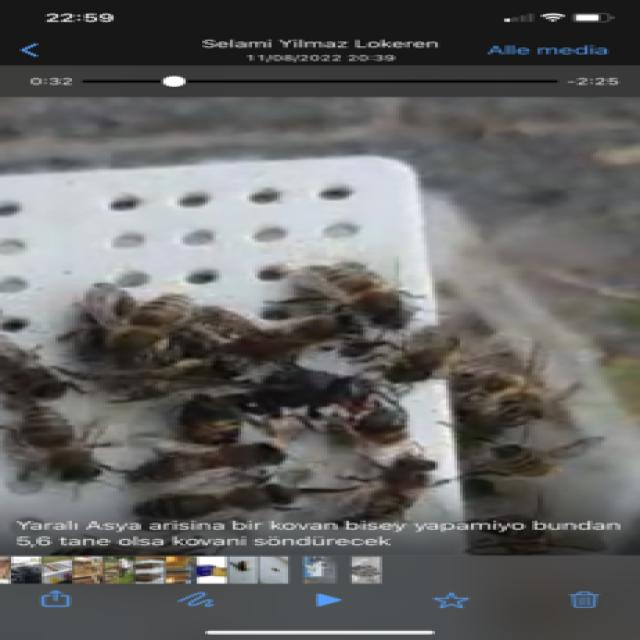 22:59
Selami Yilmaz Lokeren
11/08/2022 20:39
Alle media
0:32
-2:25
Yaralı Asya arisina bir kovan bisey yapamiyo bundan
5,6 tane olsa kovani söndürecek